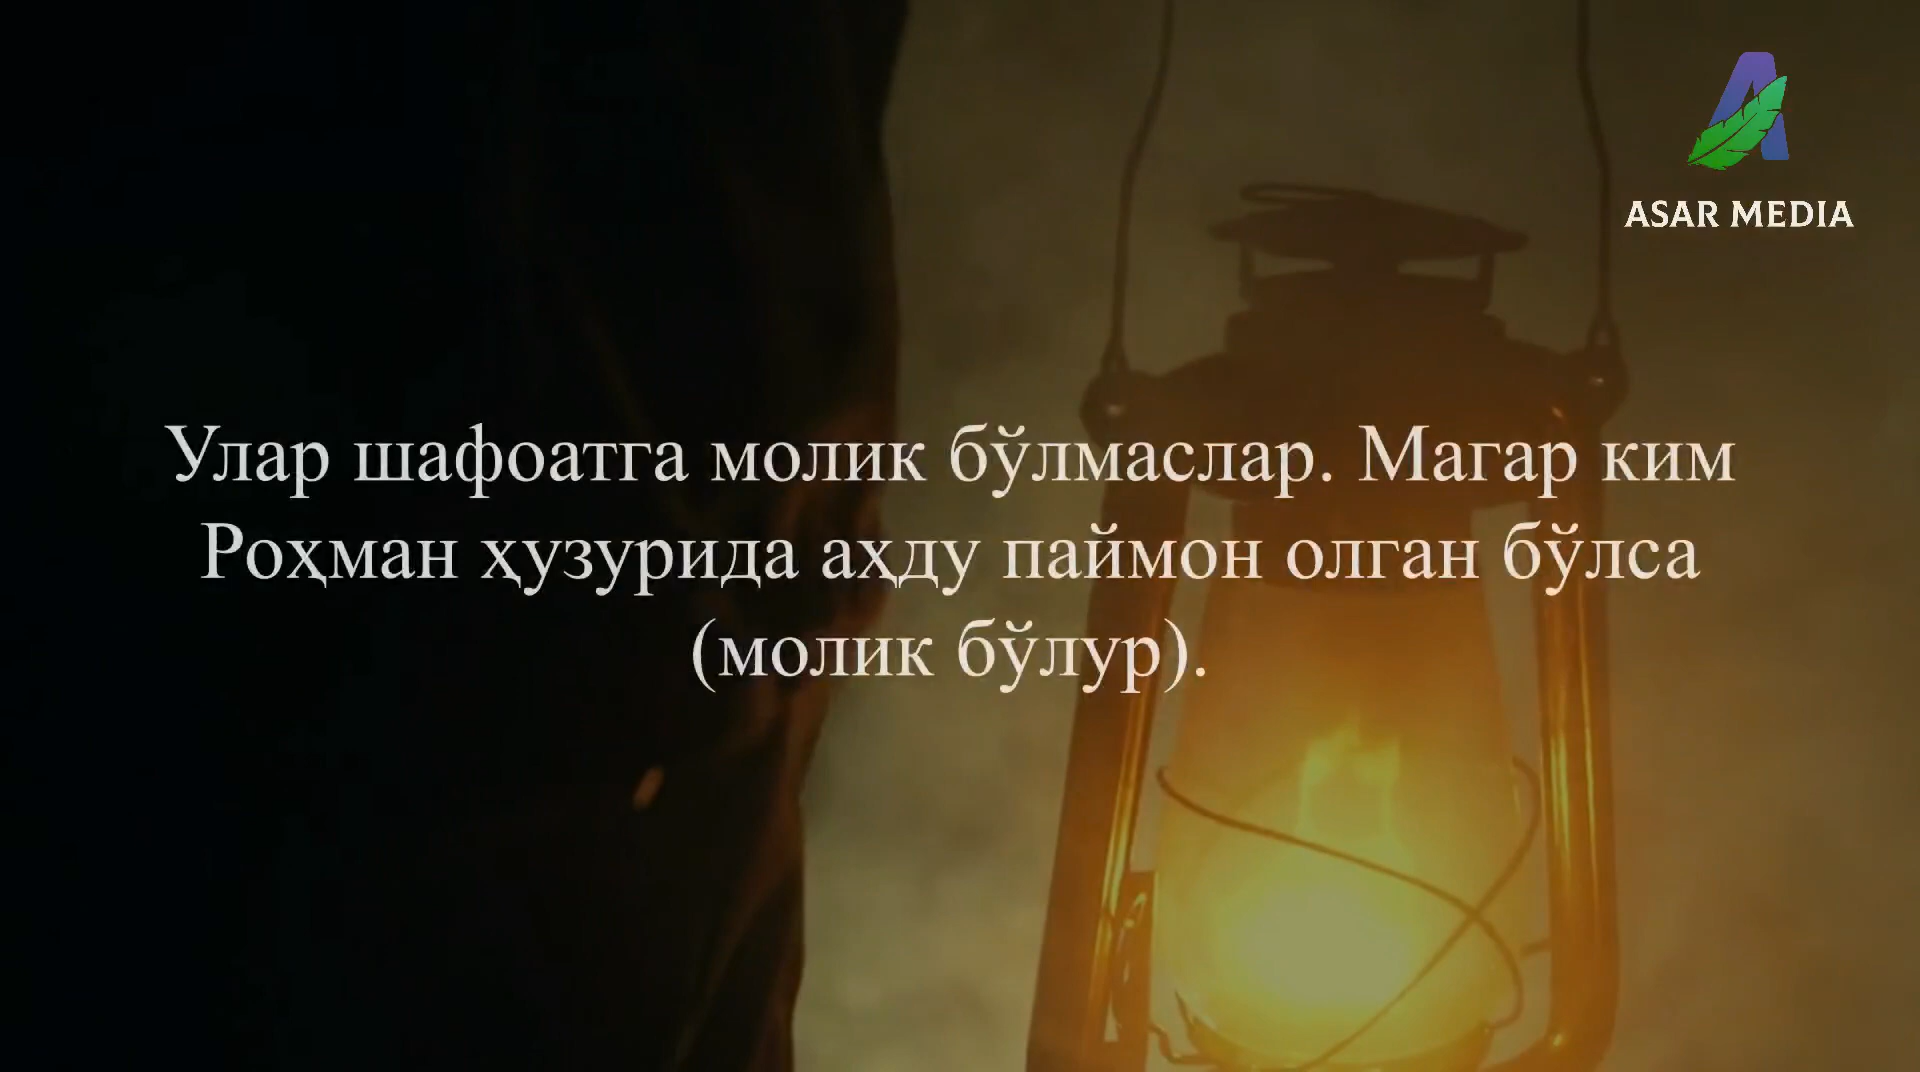 ASAR MEDIA
Улар шафоатга молик бўлмаслар. Магар ким
Роҳман ҳузурида аҳду паймон олган бўлса
(молик бўлур).